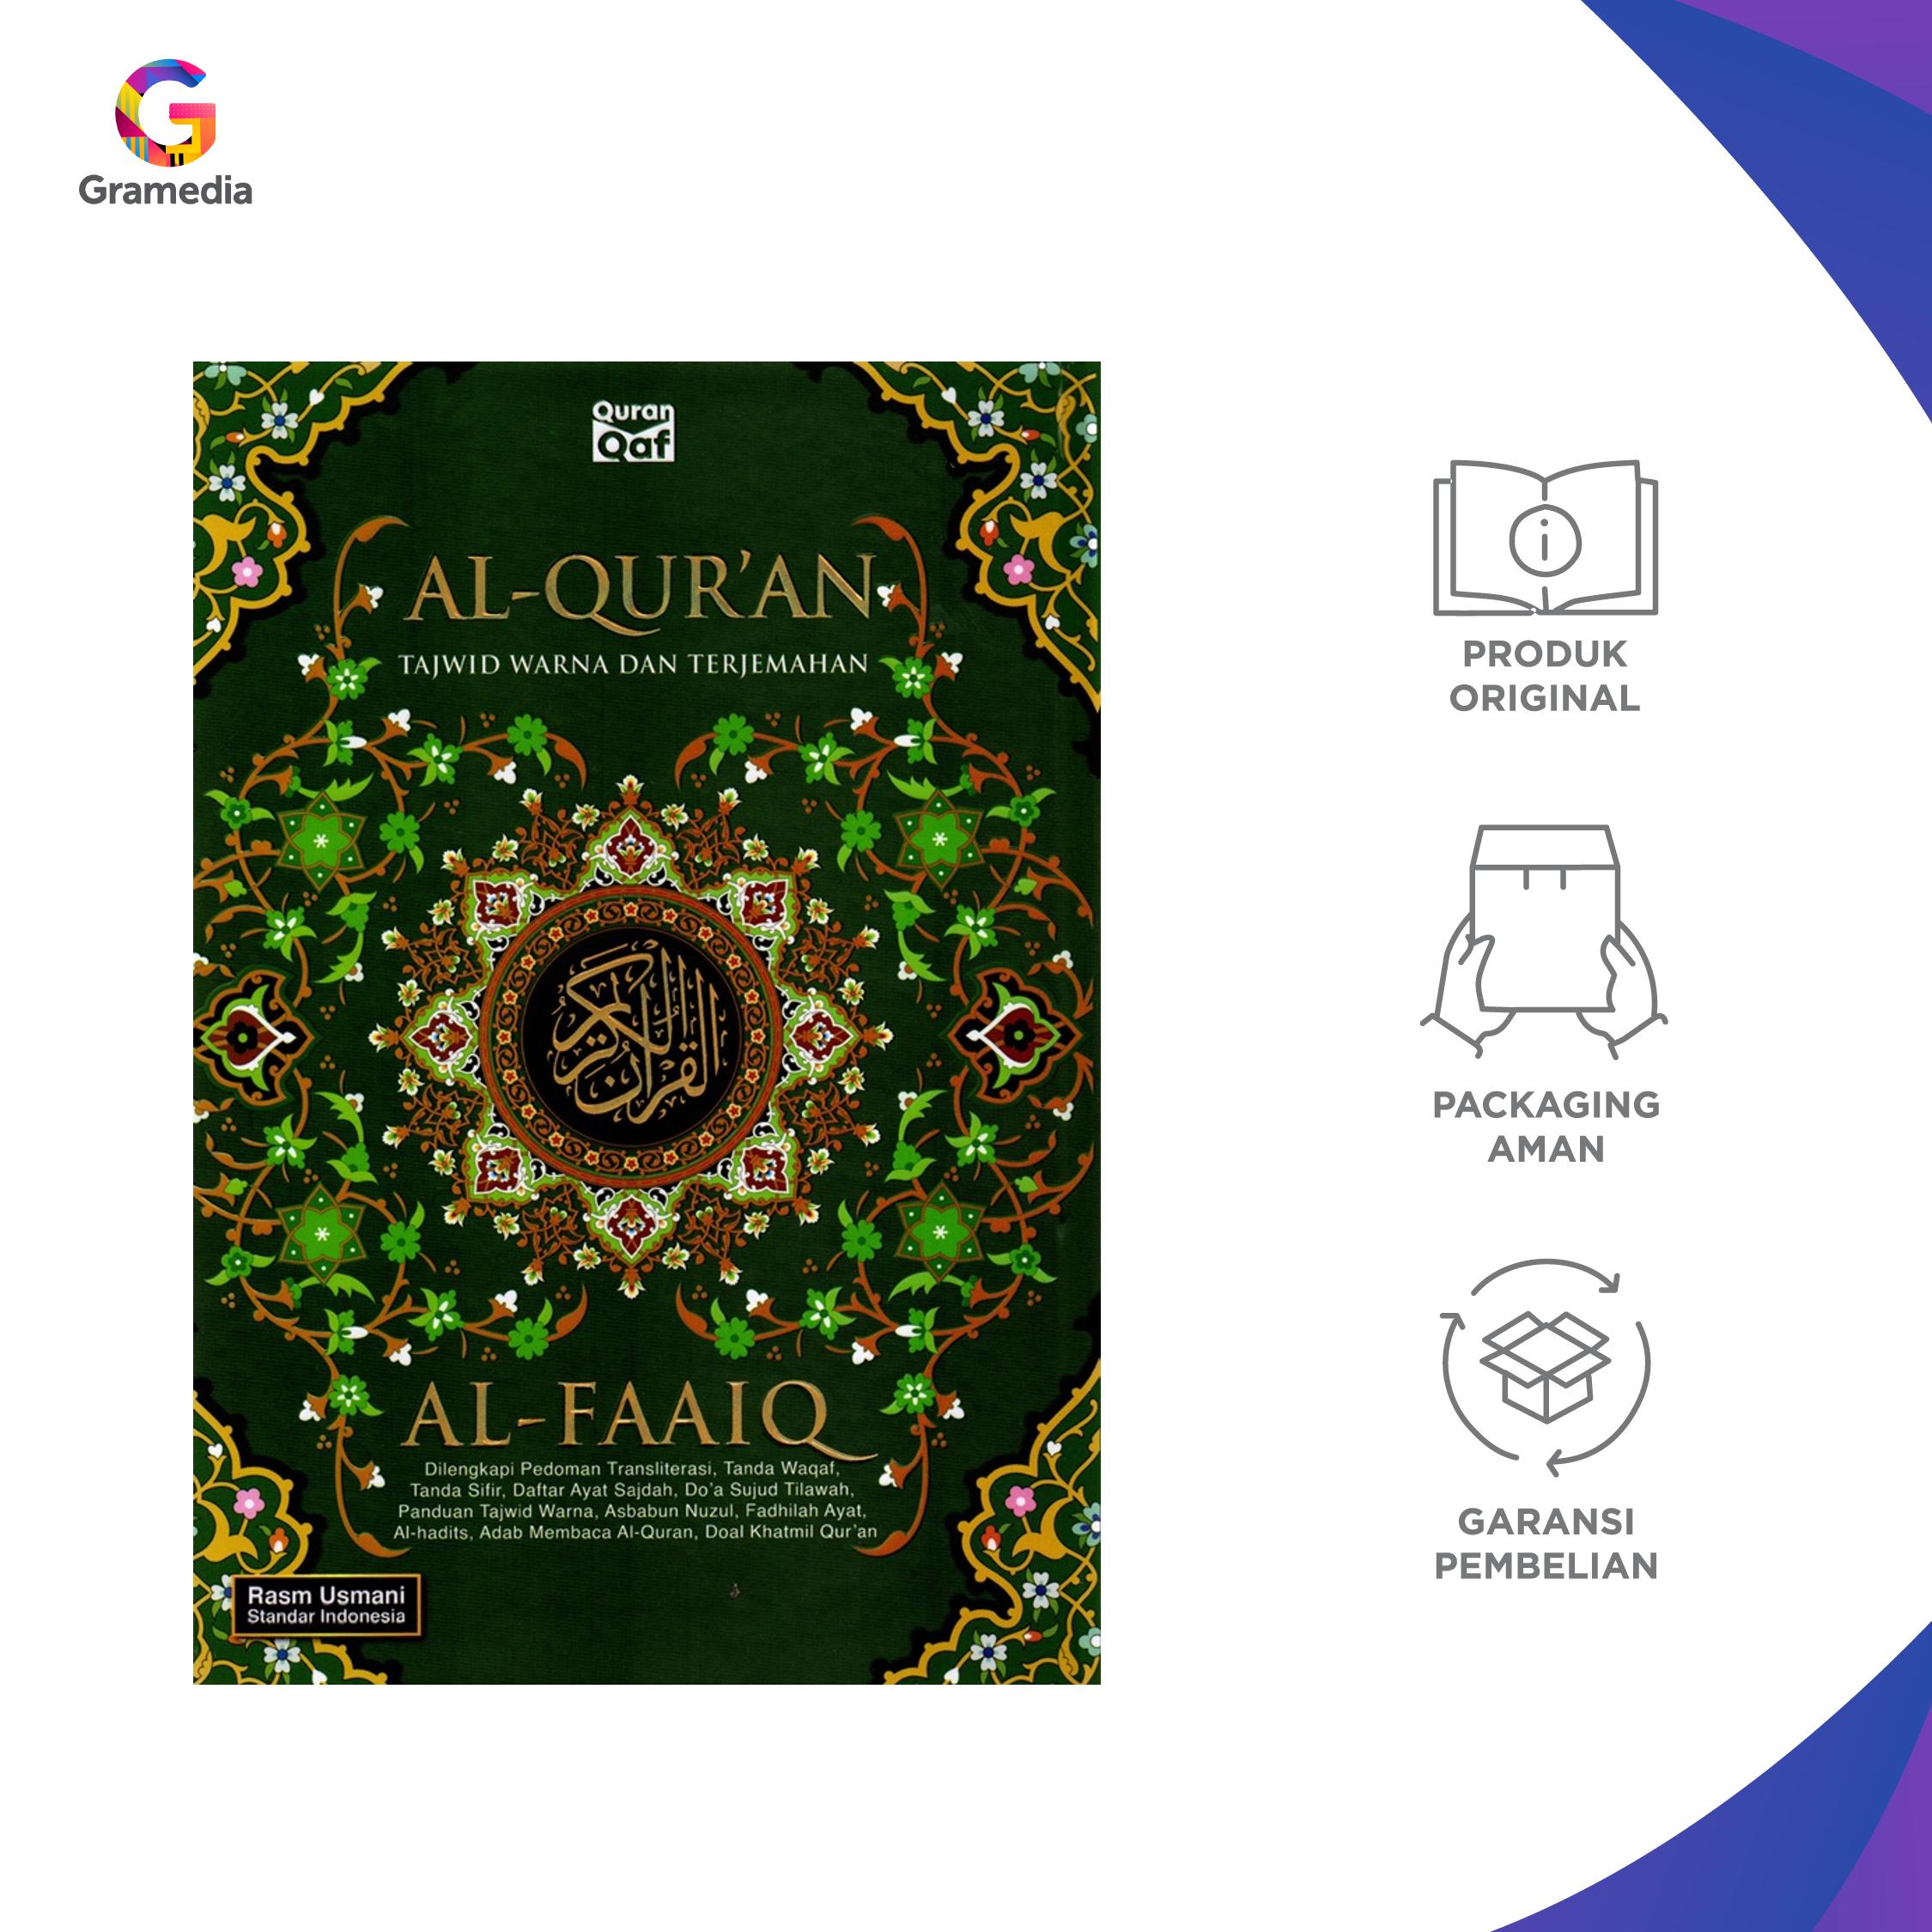 Gramedia
Quran
Qaf
AL-QUR'AN
TAJWID WARNA DAN TERJEMAHAN
القرآن الكريم
AL-FAAIQ
Dilengkapi Pedoman Transliterasi, Tanda Waqaf,
Tanda Sifir, Daftar Ayat Sajdah, Do'a Sujud Tilawah,
Panduan Tajwid Warna, Asbabun Nuzul, Fadhilah Ayat,
Al-hadits, Adab Membaca Al-Quran, Doal Khatmil Qur'an
Rasm Usmani
Standar Indonesia
PRODUK
ORIGINAL
PACKAGING
AMAN
GARANSI
PEMBELIAN